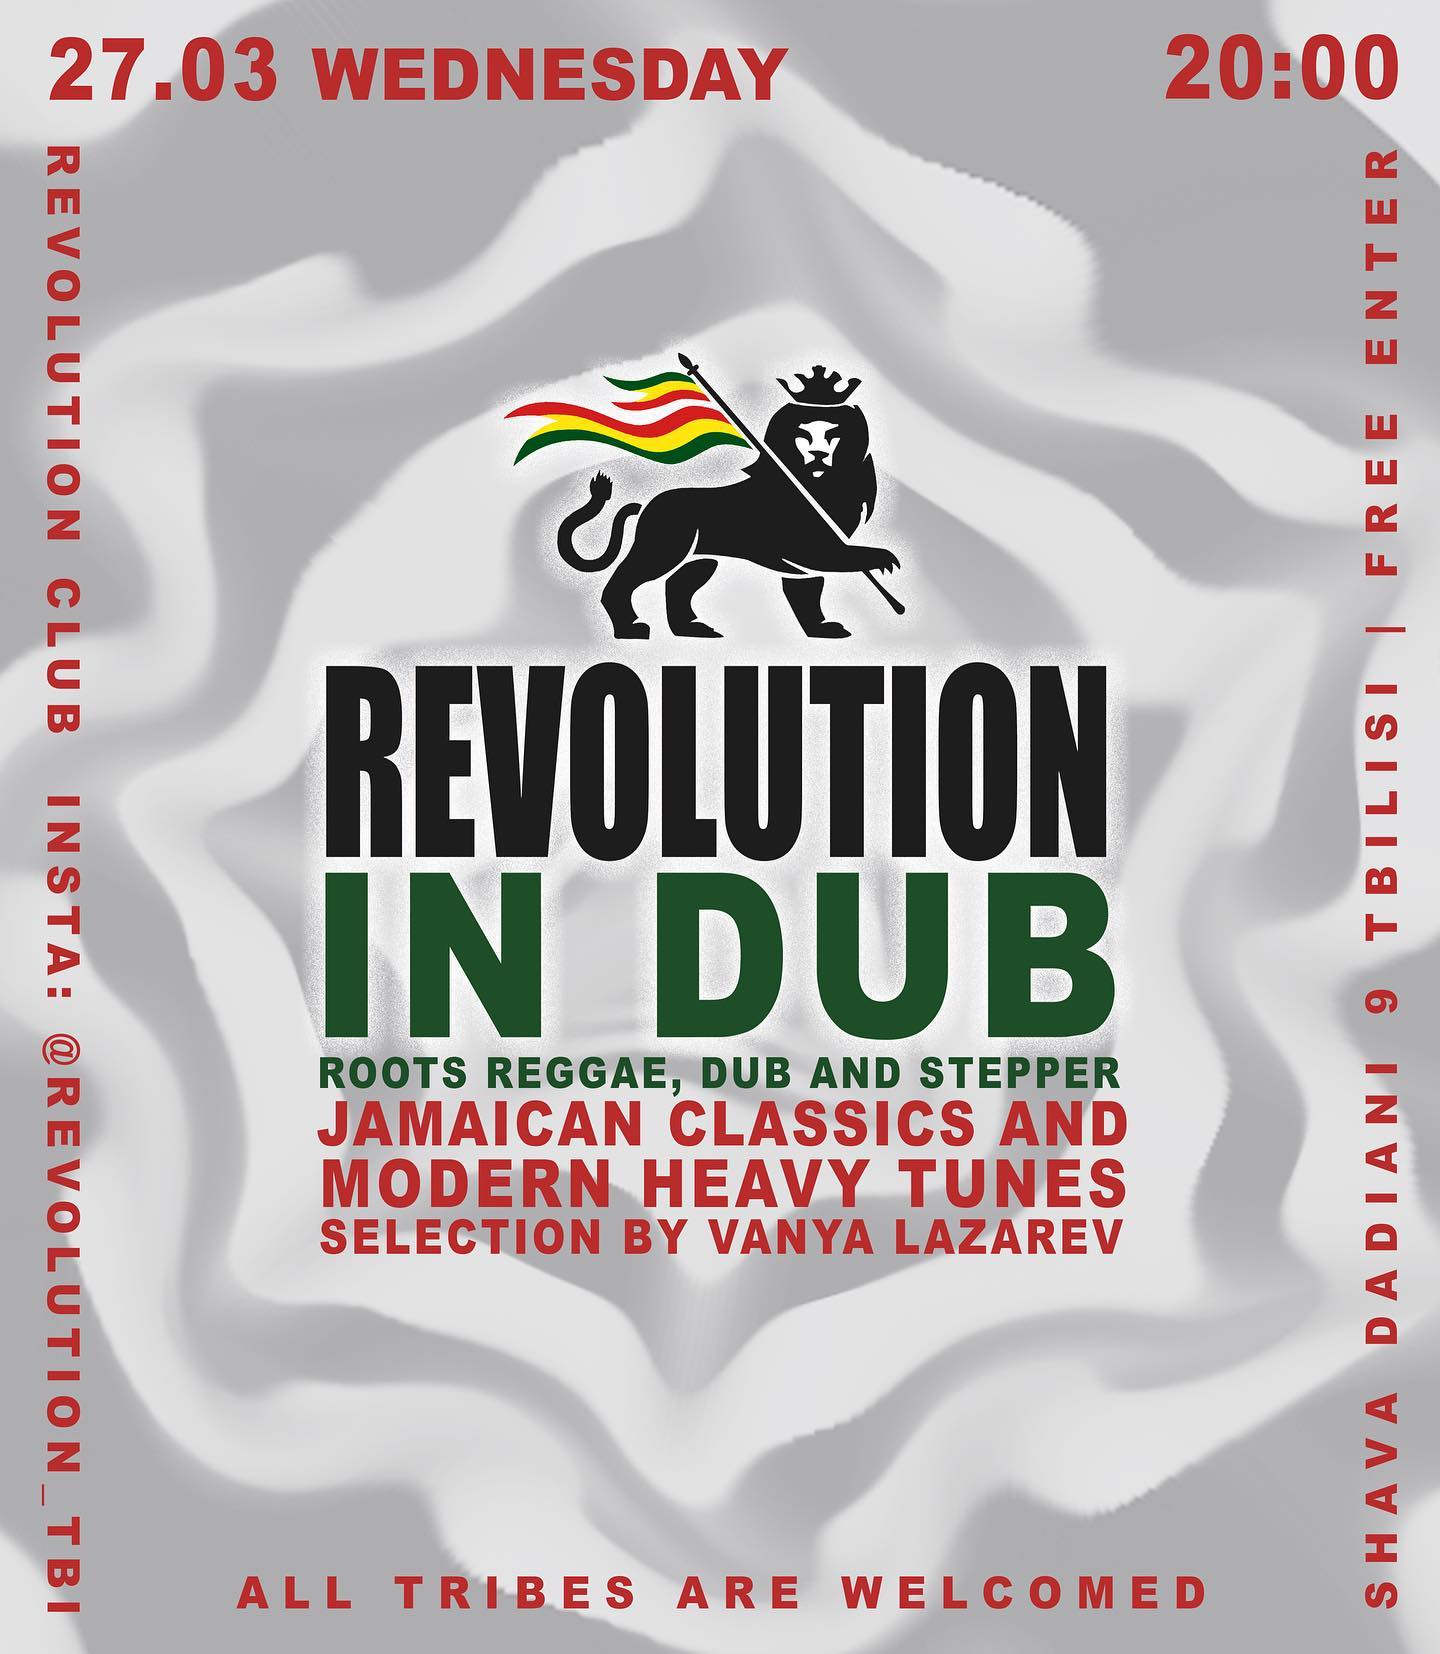 27.03 WEDNESDAY
20:00
REVOLUTION CLUB INSTA: @REVOLUTION_TBI
REVOLUTION
IN DUB
ROOTS REGGAE, DUB AND STEPPER
JAMAICAN CLASSICS AND
MODERN HEAVY TUNES
SELECTION BY VANYA LAZAREV
SHAVA DADIANI 9 TBILISI | FREE ENTER
ALL TRIBES ARE WELCOMED